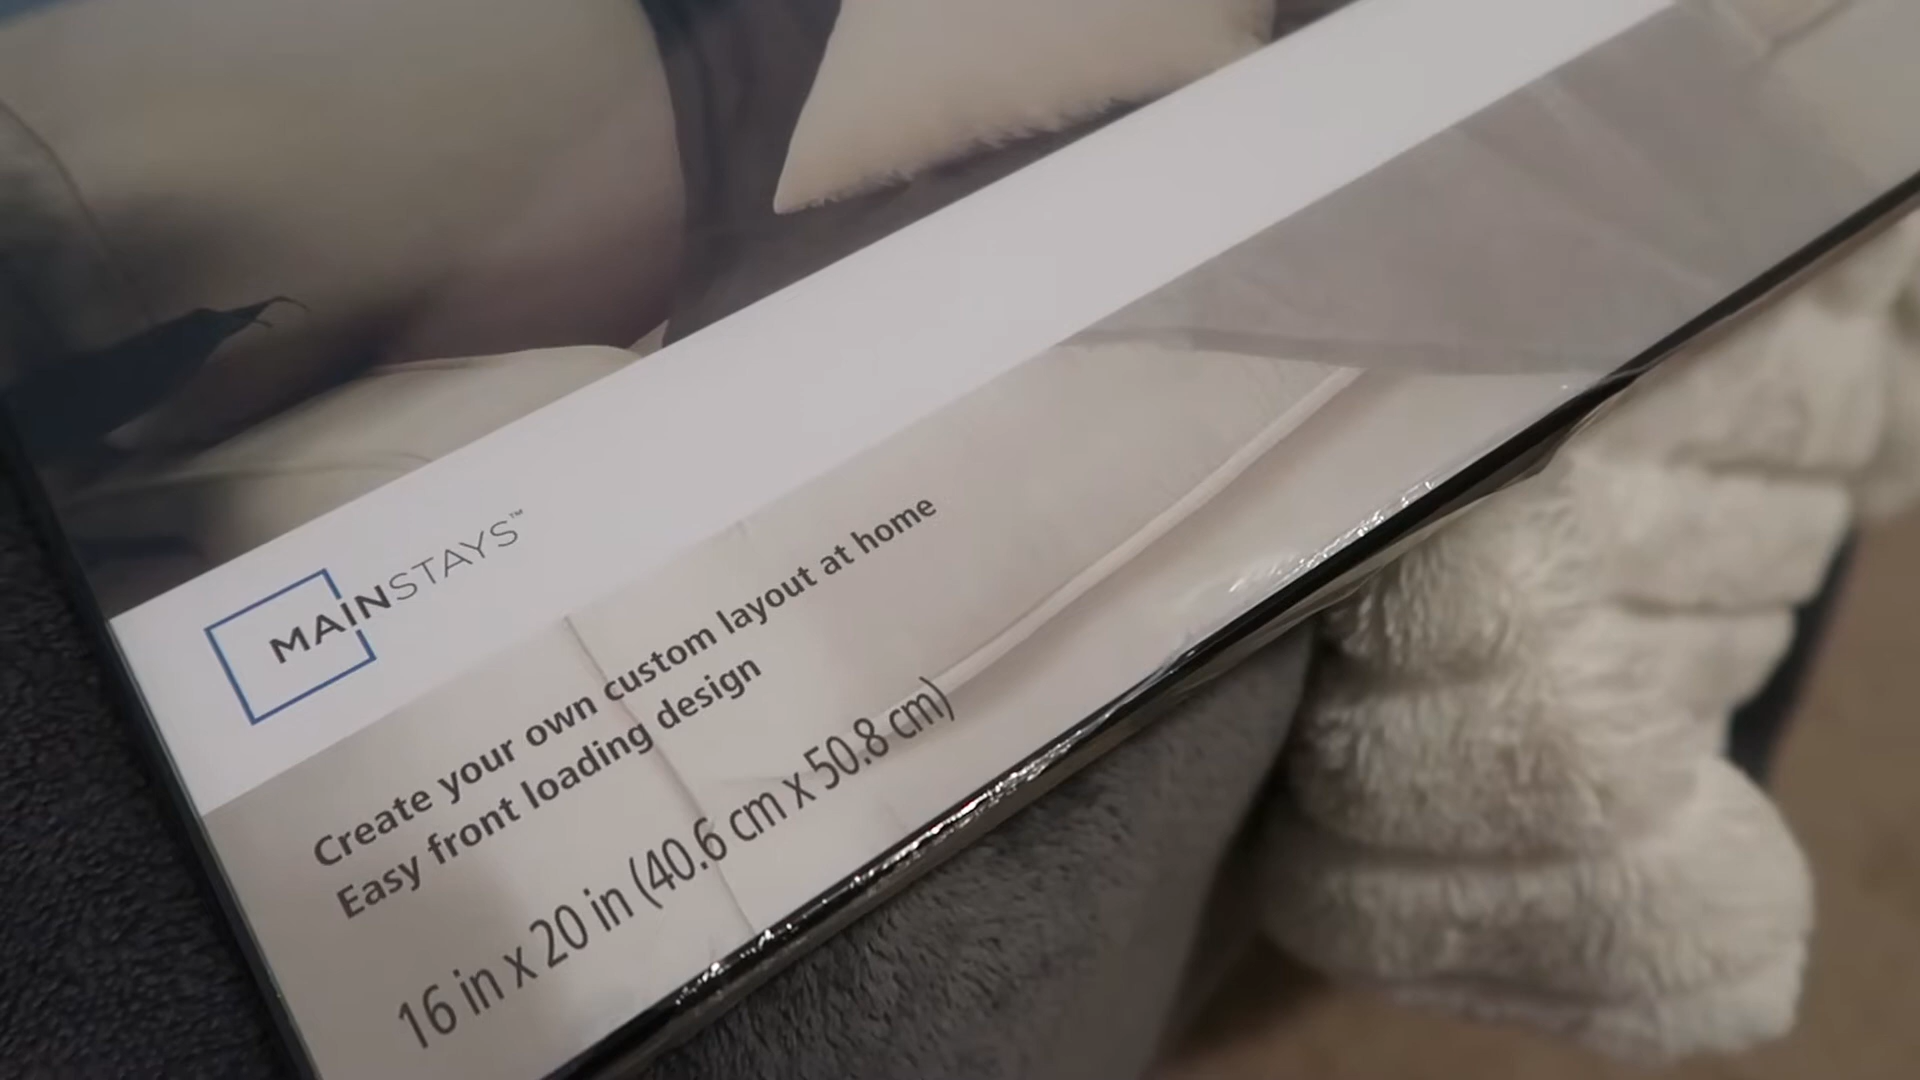 MAINSTAYS™
Create your own custom layout at home
Easy front loading design
16 in x 20 in (40.6 cm x 50.8 cm)